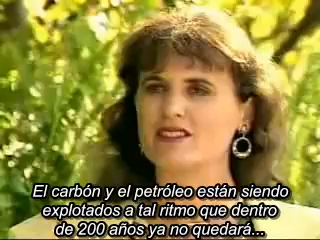 El carbón y el petróleo están siendo
explotados a tal ritmo que dentro
de 200 años ya no quedará...